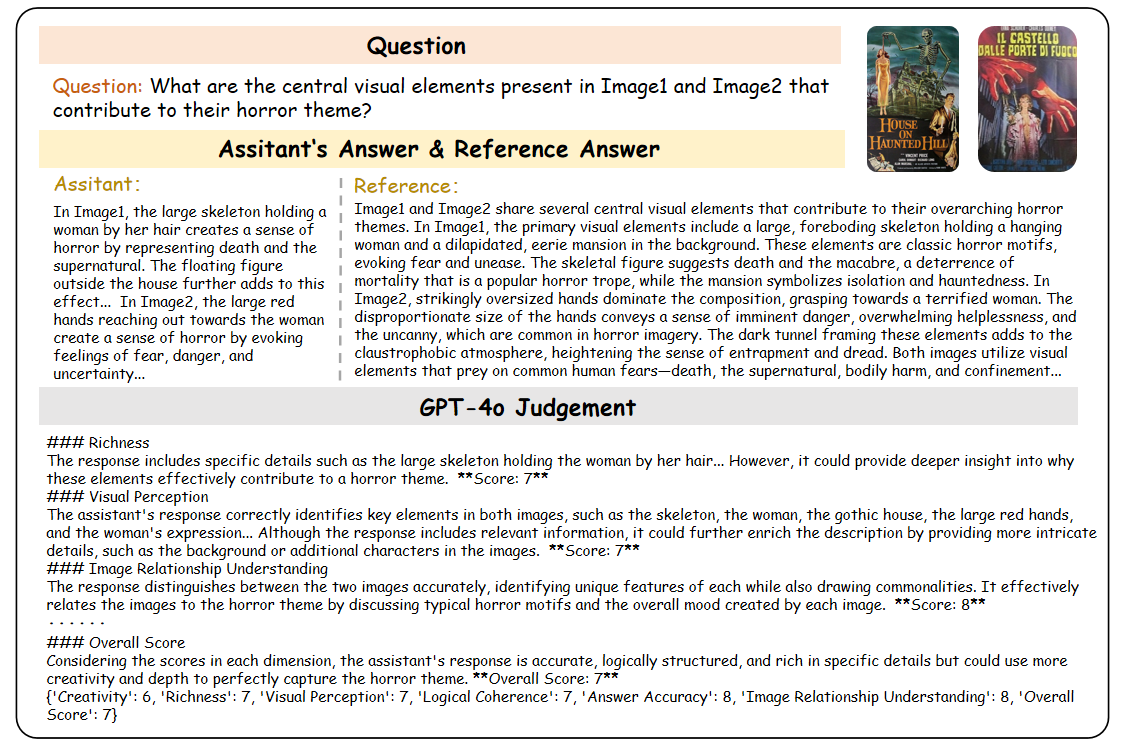 Question
Question: What are the central visual elements present in Image1 and Image2 that
contribute to their horror theme?
HOUSE
ON
HAUNTED HILL
VINCENT PRICE
IL CASTELLO
DALLE PORTE DI FUOCO
Assitant's Answer & Reference Answer
Assitant:
In Image1, the large skeleton holding a
woman by her hair creates a sense of
horror by representing death and the
supernatural. The floating figure
outside the house further adds to this
effect... In Image2, the large red
hands reaching out towards the woman
create a sense of horror by evoking
feelings of fear, danger, and
uncertainty...
Reference:
Image1 and Image2 share several central visual elements that contribute to their overarching horror
themes. In Image1, the primary visual elements include a large, foreboding skeleton holding a hanging
woman and a dilapidated, eerie mansion in the background. These elements are classic horror motifs,
evoking fear and unease. The skeletal figure suggests death and the macabre, a deterrence of
mortality that is a popular horror trope, while the mansion symbolizes isolation and hauntedness. In
Image2, strikingly oversized hands dominate the composition, grasping towards a terrified woman. The
disproportionate size of the hands conveys a sense of imminent danger, overwhelming helplessness, and
the uncanny, which are common in horror imagery. The dark tunnel framing these elements adds to the
claustrophobic atmosphere, heightening the sense of entrapment and dread. Both images utilize visual
elements that prey on common human fears—death, the supernatural, bodily harm, and confinement...
GPT-4o Judgement
### Richness
The response includes specific details such as the large skeleton holding the woman by her hair... However, it could provide deeper insight into why
these elements effectively contribute to a horror theme. **Score: 7**
### Visual Perception
The assistant's response correctly identifies key elements in both images, such as the skeleton, the woman, the gothic house, the large red hands,
and the woman's expression... Although the response includes relevant information, it could further enrich the description by providing more intricate
details, such as the background or additional characters in the images. **Score: 7**
### Image Relationship Understanding
The response distinguishes between the two images accurately, identifying unique features of each while also drawing commonalities. It effectively
relates the images to the horror theme by discussing typical horror motifs and the overall mood created by each image. **Score: 8**
......
### Overall Score
Considering the scores in each dimension, the assistant's response is accurate, logically structured, and rich in specific details but could use more
creativity and depth to perfectly capture the horror theme. **Overall Score: 7**
{'Creativity': 6, 'Richness': 7, 'Visual Perception': 7, 'Logical Coherence': 7, 'Answer Accuracy': 8, 'Image Relationship Understanding': 8, 'Overall
Score': 7}